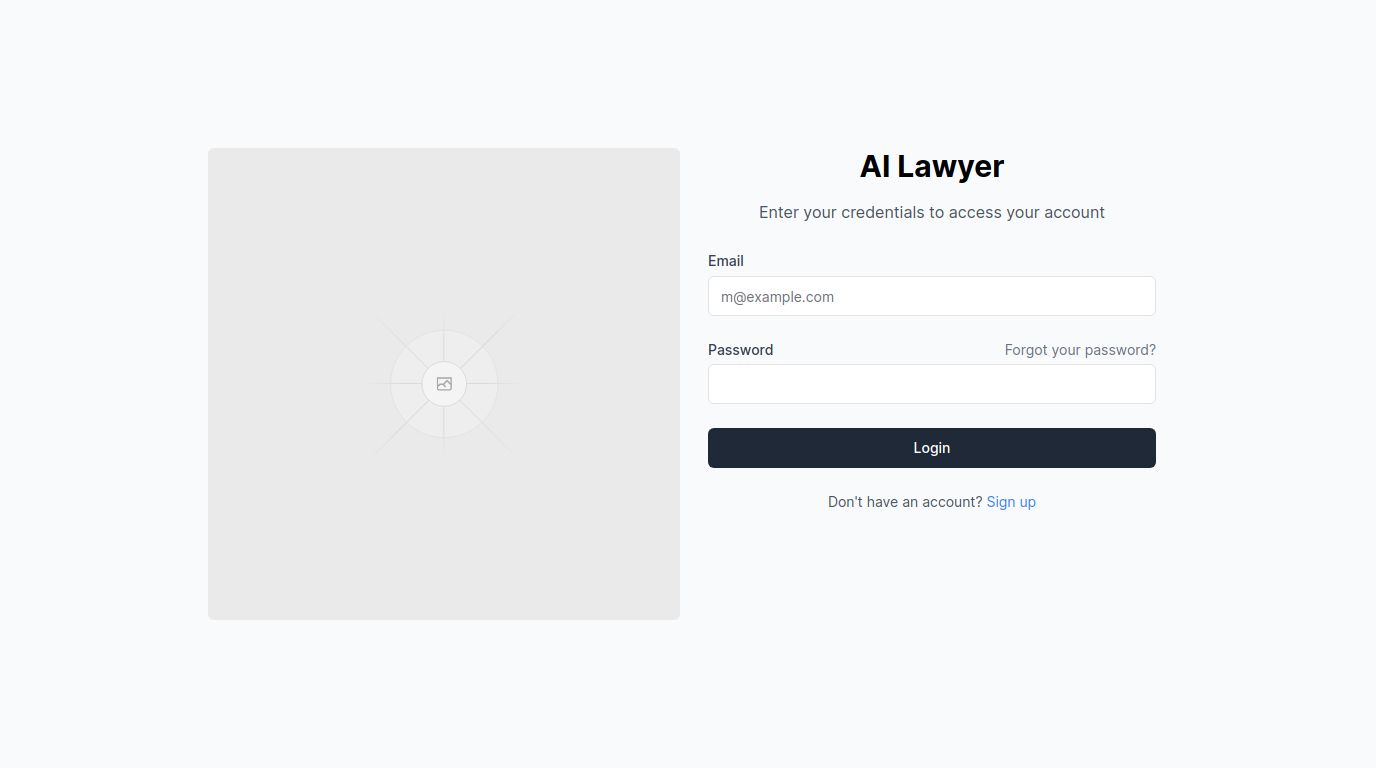 AI Lawyer
Enter your credentials to access your account
Email
m@example.com
Password Forgot your password?
Login
Don't have an account? Sign up